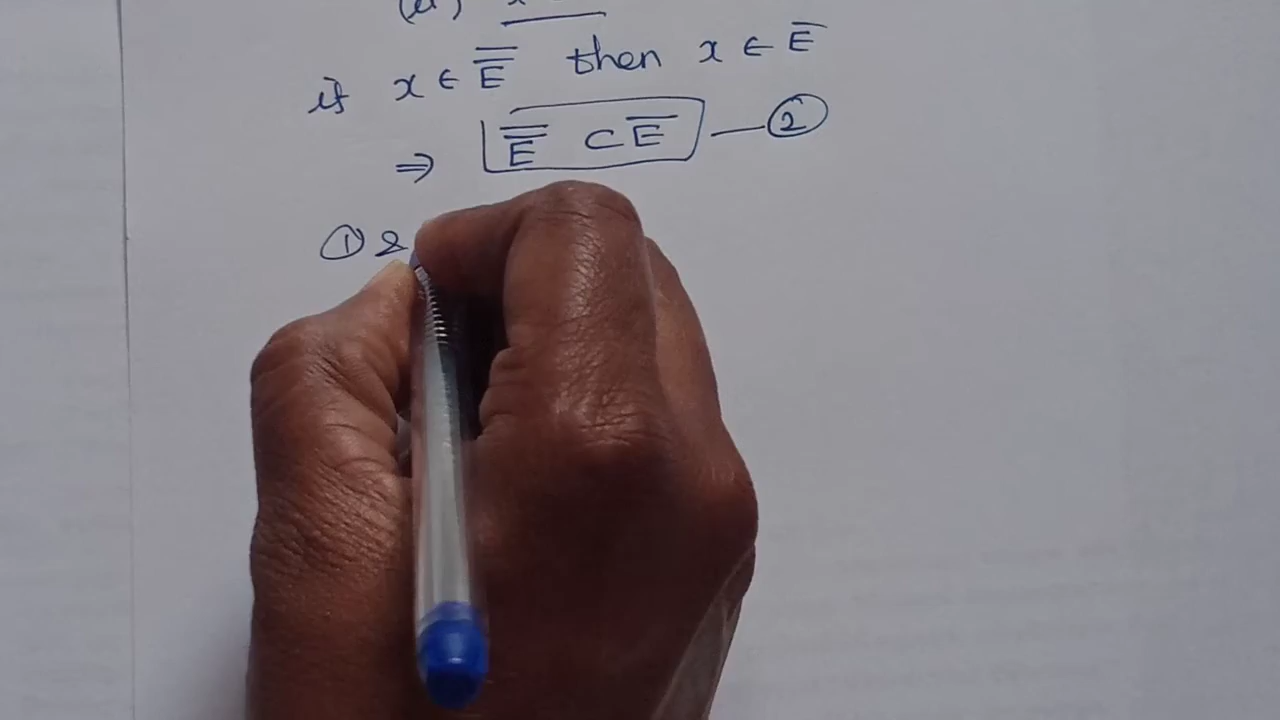 if x ∈ E̿ then x ∈ E̅
⇒ E̿ ⊂ E̅ — ②
① &